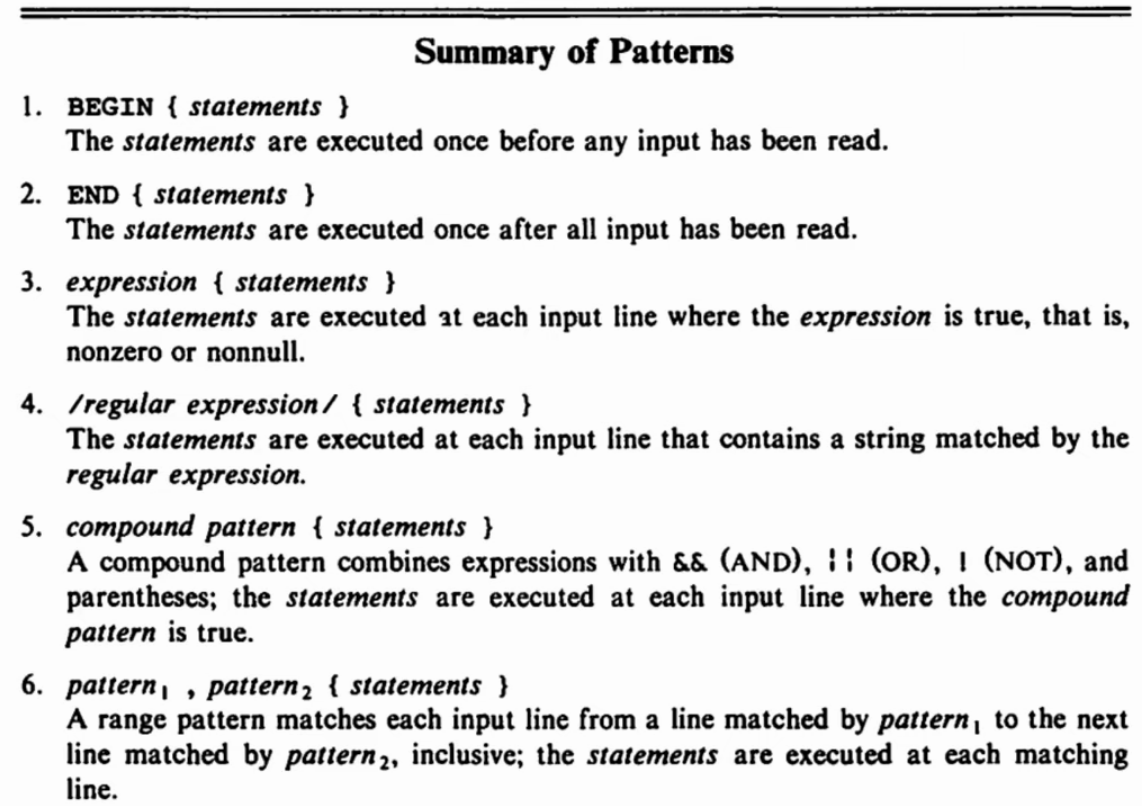 Summary of Patterns
1. BEGIN { statements }
The statements are executed once before any input has been read.
2. END { statements }
The statements are executed once after all input has been read.
3. expression { statements }
The statements are executed at each input line where the expression is true, that is,
nonzero or nonnull.
4. /regular expression/ { statements }
The statements are executed at each input line that contains a string matched by the
regular expression.
5. compound pattern { statements }
A compound pattern combines expressions with && (AND), ¦¦ (OR), | (NOT), and
parentheses; the statements are executed at each input line where the compound
pattern is true.
6. pattern₁ , pattern₂ { statements }
A range pattern matches each input line from a line matched by pattern₁ to the next
line matched by pattern₂, inclusive; the statements are executed at each matching
line.